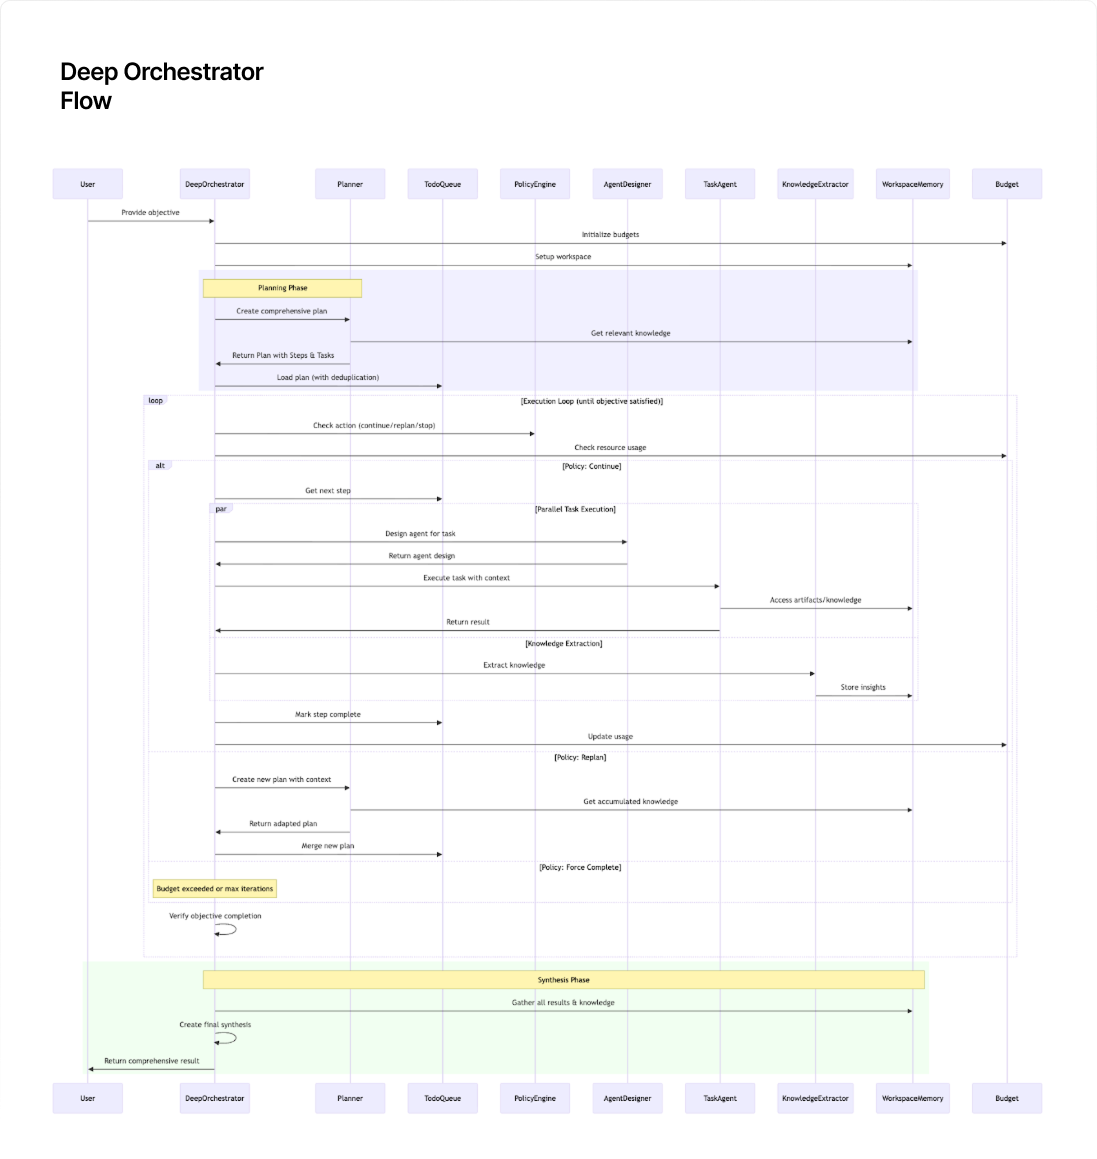 Deep Orchestrator
Flow
User
DeepOrchestrator
Planner
TodoQueue
PolicyEngine
AgentDesigner
TaskAgent
KnowledgeExtractor
WorkspaceMemory
Budget
Provide objective
Initialize budgets
Setup workspace
Planning Phase
Create comprehensive plan
Get relevant knowledge
Return Plan with Steps & Tasks
Load plan (with deduplication)
loop
[Execution Loop (until objective satisfied)]
Check action (continue/replan/stop)
Check resource usage
alt
[Policy: Continue]
Get next step
par
[Parallel Task Execution]
Design agent for task
Return agent design
Execute task with context
Access artifacts/knowledge
Return result
[Knowledge Extraction]
Extract knowledge
Store insights
Mark step complete
Update usage
[Policy: Replan]
Create new plan with context
Get accumulated knowledge
Return adapted plan
Merge new plan
[Policy: Force Complete]
Budget exceeded or max iterations
Verify objective completion
Synthesis Phase
Gather all results & knowledge
Create final synthesis
Return comprehensive result
User
DeepOrchestrator
Planner
TodoQueue
PolicyEngine
AgentDesigner
TaskAgent
KnowledgeExtractor
WorkspaceMemory
Budget